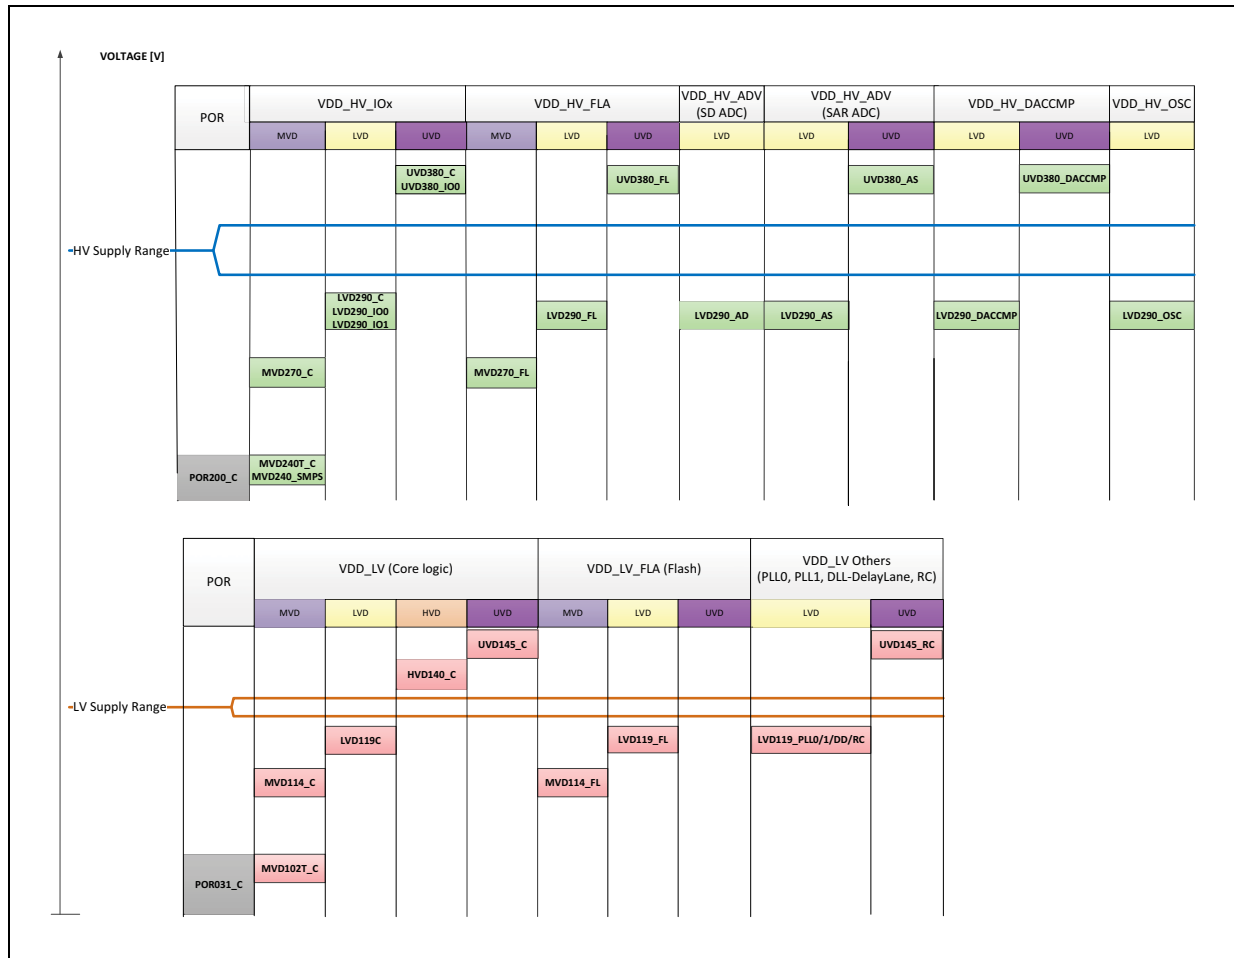 VOLTAGE [V]
POR
VDD_HV_IOx
VDD_HV_FLA
VDD_HV_ADV
(SD ADC)
VDD_HV_ADV
(SAR ADC)
VDD_HV_DACCMP
VDD_HV_OSC
MVD
LVD
UVD
MVD
LVD
UVD
LVD
LVD
UVD
LVD
UVD
LVD
UVD380_C
UVD380_IO0
UVD380_FL
UVD380_AS
UVD380_DACCMP
HV Supply Range
LVD290_C
LVD290_IO0
LVD290_IO1
LVD290_FL
LVD290_AD
LVD290_AS
LVD290_DACCMP
LVD290_OSC
MVD270_C
MVD270_FL
POR200_C
MVD240T_C
MVD240_SMPS
POR
VDD_LV (Core logic)
VDD_LV_FLA (Flash)
VDD_LV Others
(PLL0, PLL1, DLL-DelayLane, RC)
MVD
LVD
HVD
UVD
MVD
LVD
UVD
LVD
UVD
UVD145_C
UVD145_RC
HVD140_C
LV Supply Range
LVD119C
LVD119_FL
LVD119_PLL0/1/DD/RC
MVD114_C
MVD114_FL
MVD102T_C
POR031_C